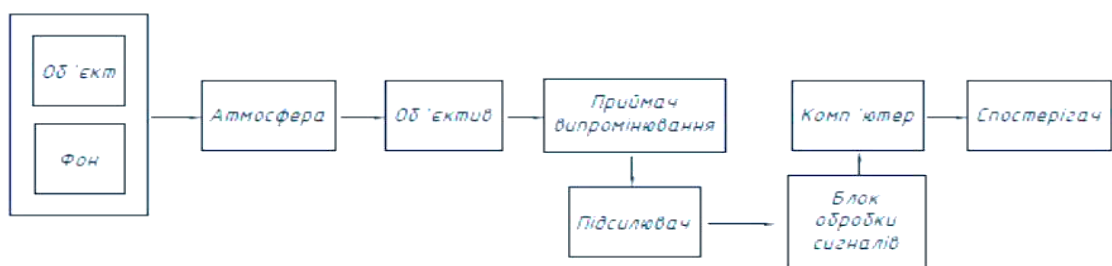 Об'єкт
Фон
Атмосфера
Об'єктив
Приймач
випромінювання
Підсилювач
Блок
обробки
сигналів
Комп'ютер
Спостерігач